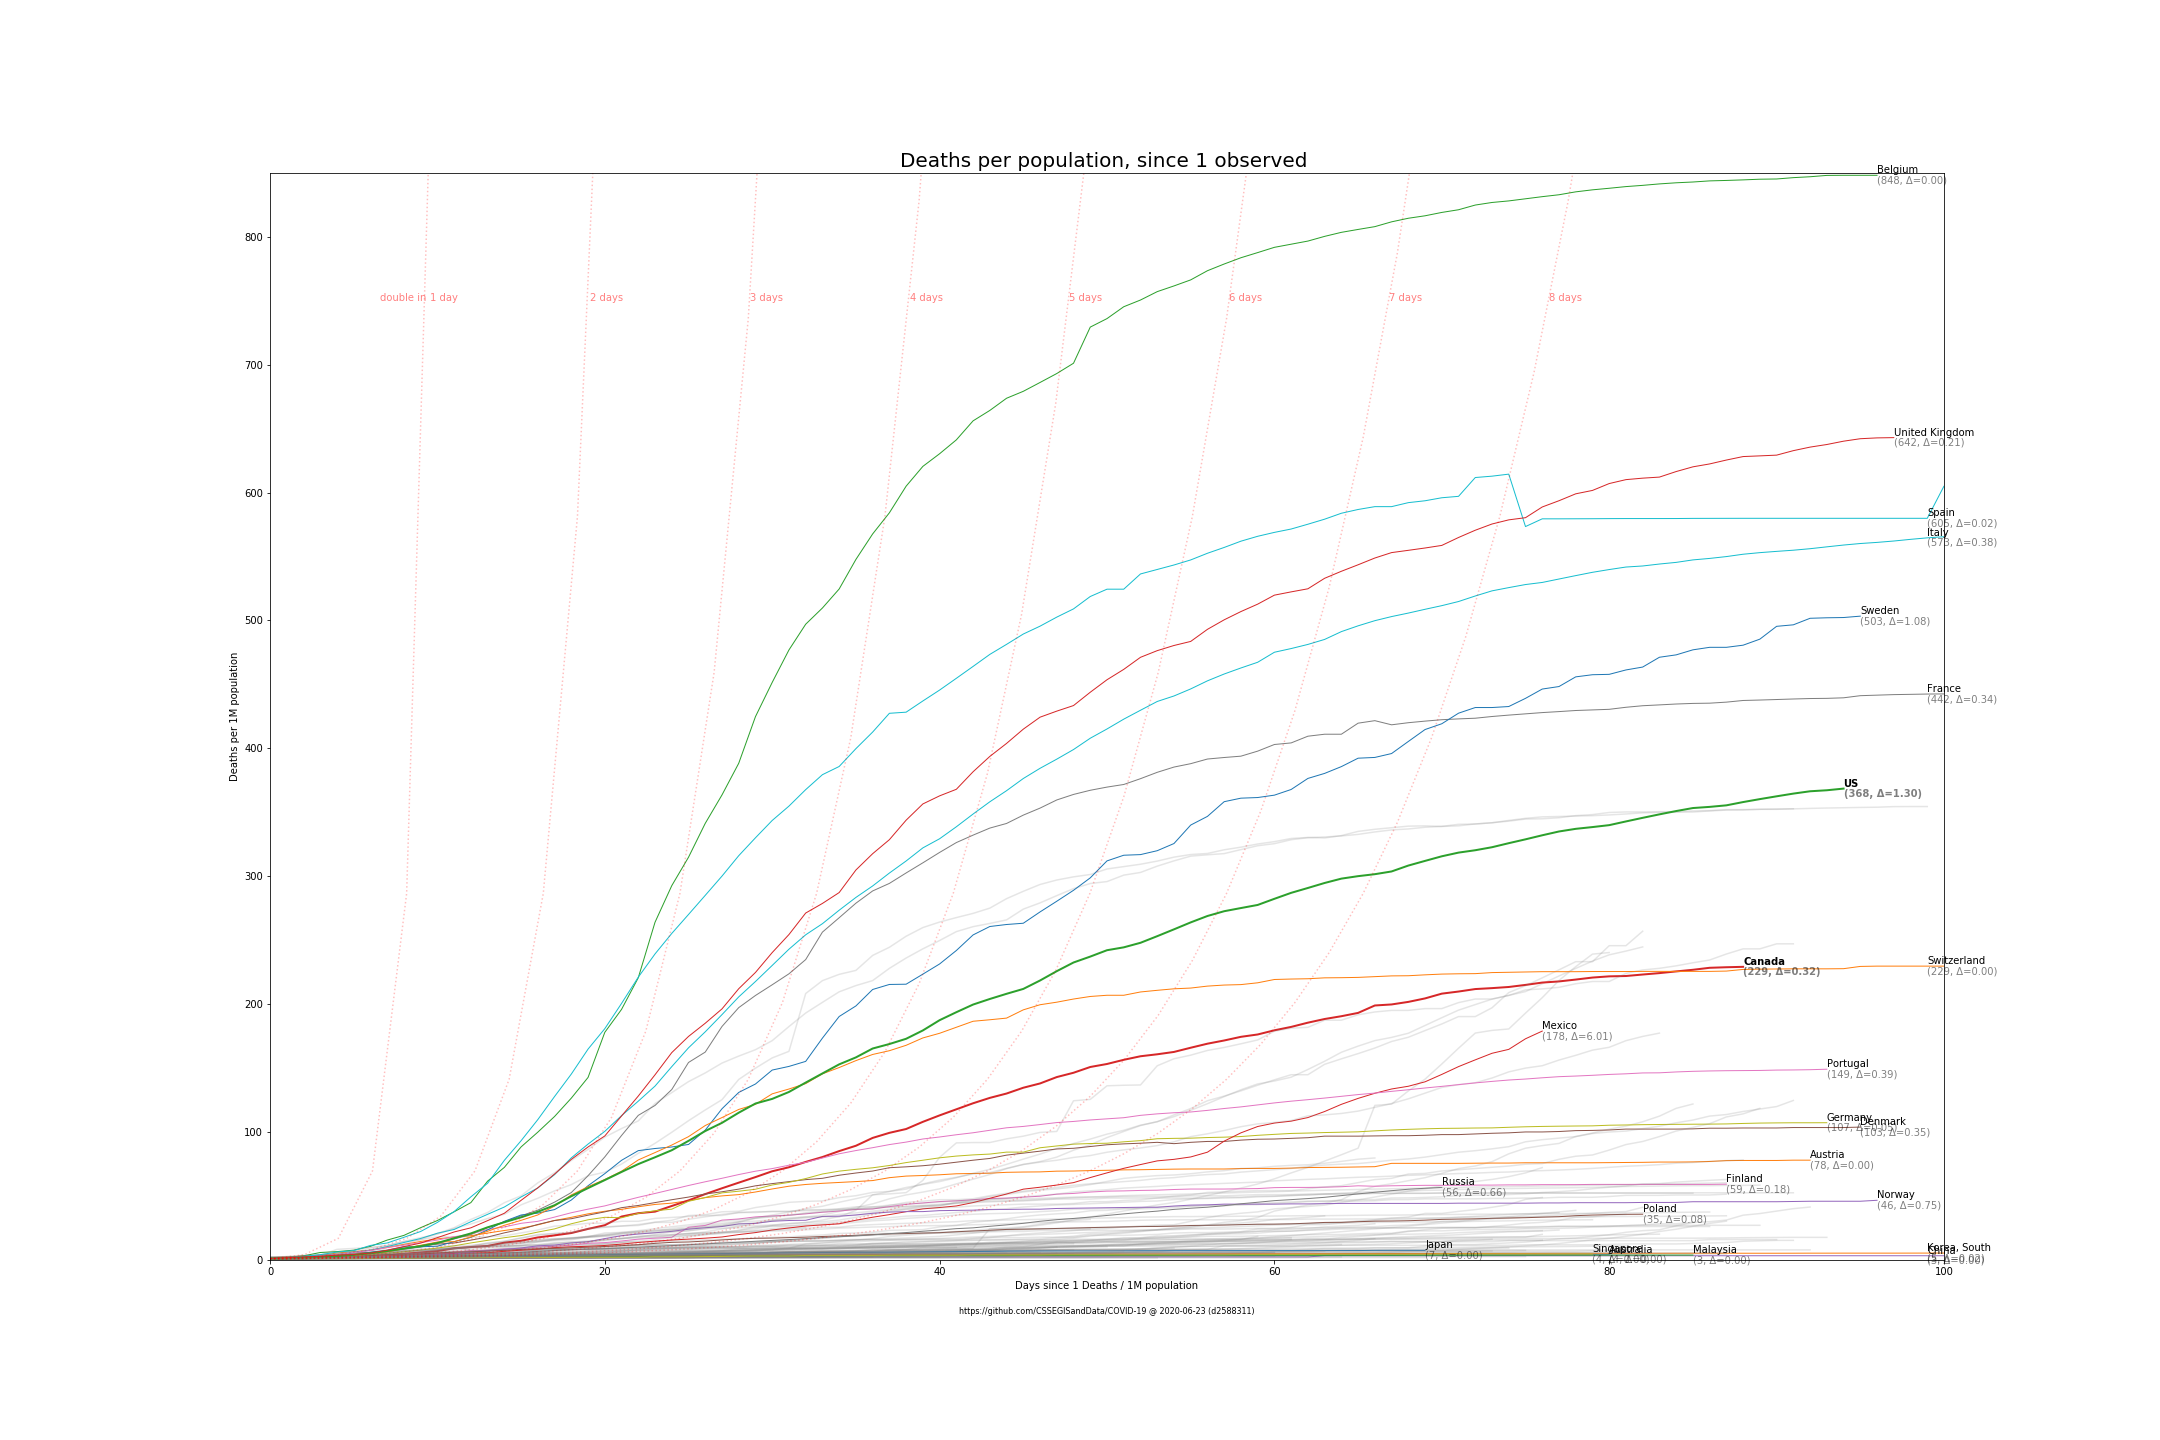 Deaths per population, since 1 observed
Belgium
(848, Δ=0.00)
800
double in 1 day
2 days
3 days
4 days
5 days
6 days
7 days
8 days
700
United Kingdom
(642, Δ=0.21)
600
Spain
(605, Δ=0.02)
Italy
(573, Δ=0.38)
Sweden
(503, Δ=1.08)
500
France
(442, Δ=0.34)
Deaths per 1M population
400
US
(368, Δ=1.30)
300
Canada
(229, Δ=0.32)
Switzerland
(229, Δ=0.00)
200
Mexico
(178, Δ=6.01)
Portugal
(149, Δ=0.39)
Germany
Denmark
(103, Δ=0.35)
(107,
100
Austria
(78, Δ=0.00)
Finland
(59, Δ=0.18)
Russia
(56, Δ=0.66)
Norway
(46, Δ=0.75)
Poland
(35, Δ=0.08)
Japan
(7, Δ=0.00)
Singapore
Australia
Malaysia
(3, Δ=0.00)
Korea, South
China
0
0
20
40
60
80
100
Days since 1 Deaths / 1M population
https://github.com/CSSEGISandData/COVID-19 @ 2020-06-23 (d2588311)